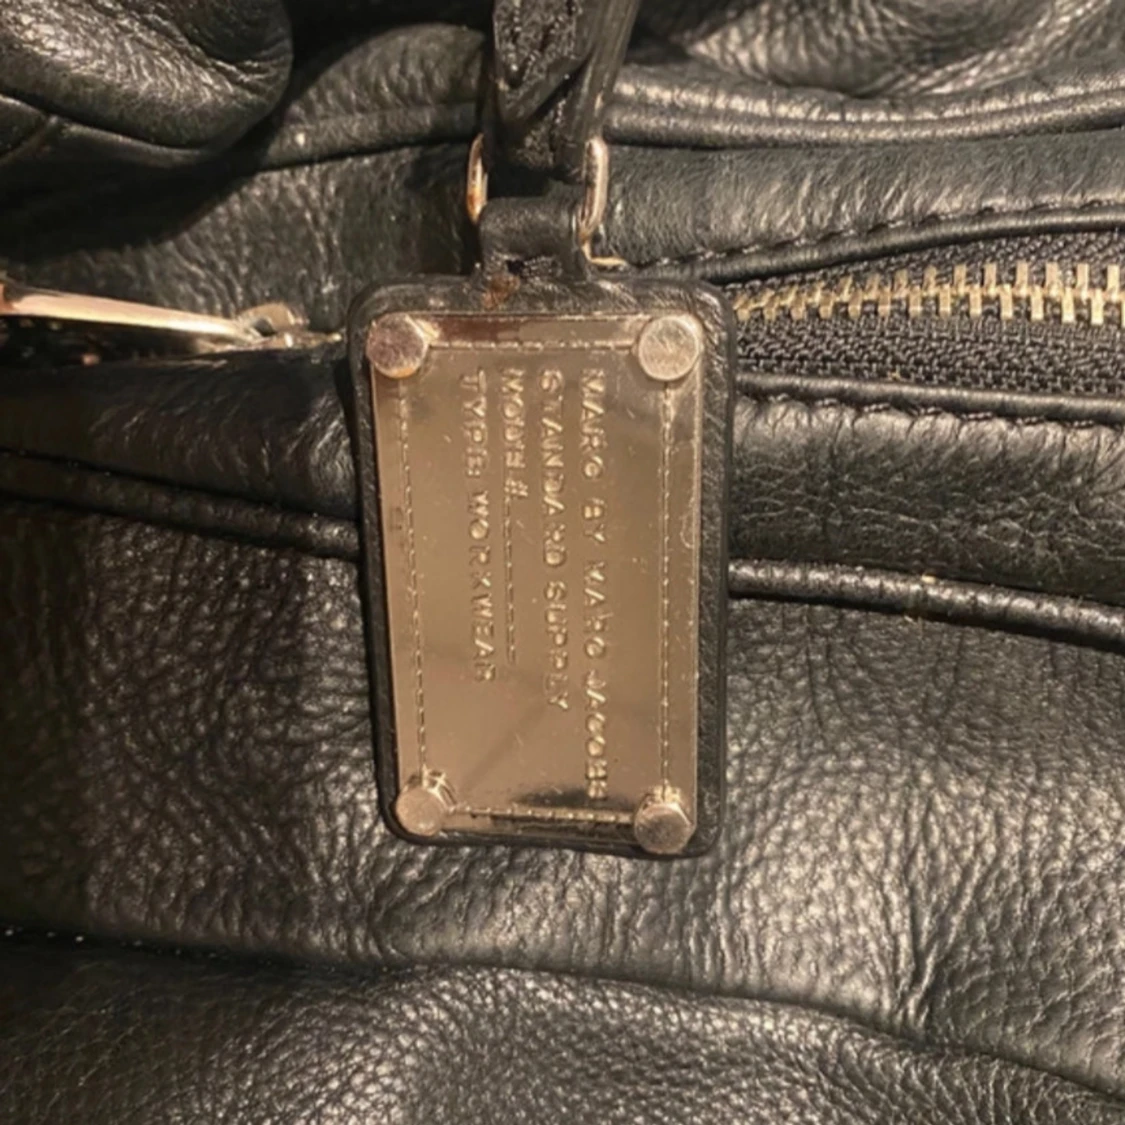 MARC BY MARC JACOBS
STANDARD SUPPLY
MODEL#
TYPE WORKWEAR